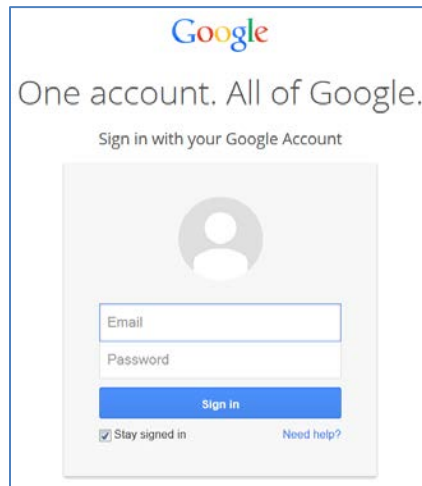 Google
One account. All of Google.
Sign in with your Google Account
Email
Password
Sign in
Stay signed in Need help?